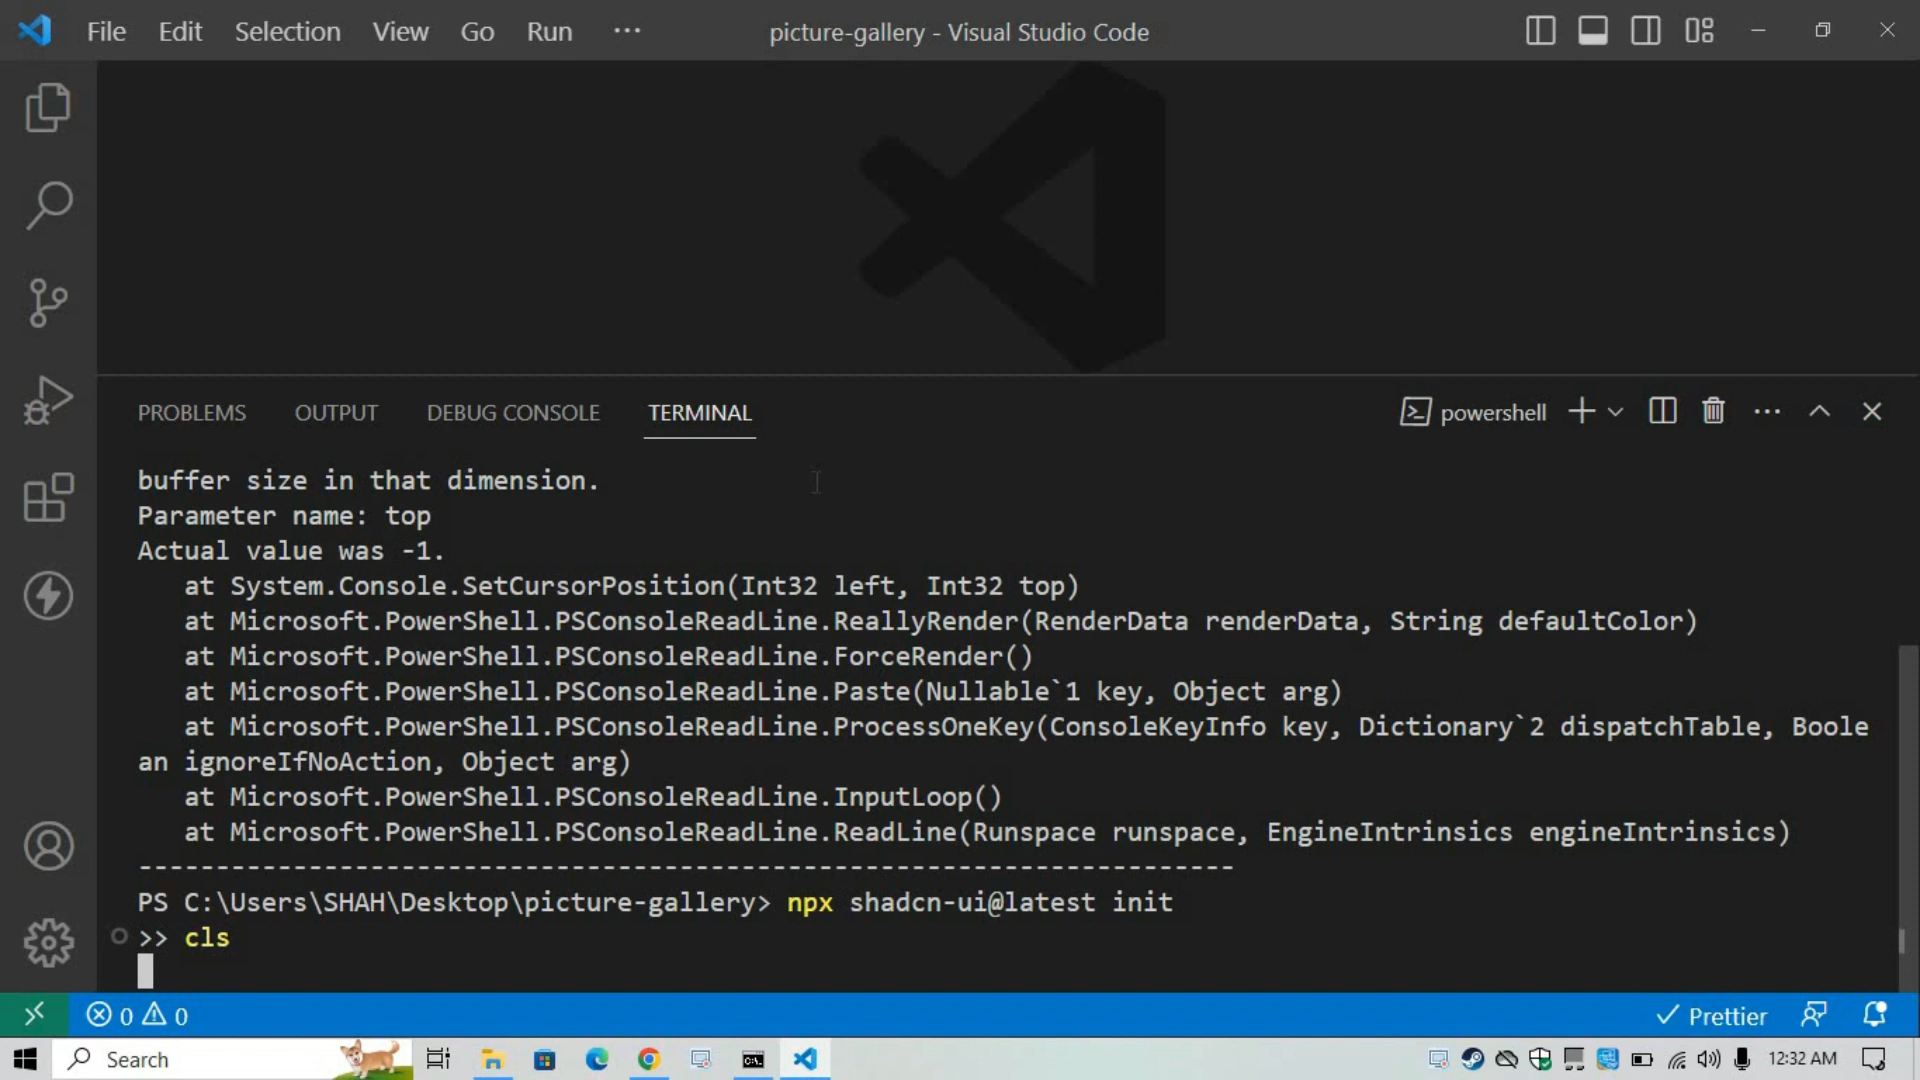 File Edit Selection View Go Run ··· picture-gallery - Visual Studio Code
PROBLEMS OUTPUT DEBUG CONSOLE TERMINAL powershell
buffer size in that dimension.
Parameter name: top
Actual value was -1.
at System.Console.SetCursorPosition(Int32 left, Int32 top)
at Microsoft.PowerShell.PSConsoleReadLine.ReallyRender(RenderData renderData, String defaultColor)
at Microsoft.PowerShell.PSConsoleReadLine.ForceRender()
at Microsoft.PowerShell.PSConsoleReadLine.Paste(Nullable`1 key, Object arg)
at Microsoft.PowerShell.PSConsoleReadLine.ProcessOneKey(ConsoleKeyInfo key, Dictionary`2 dispatchTable, Boole
an ignoreIfNoAction, Object arg)
at Microsoft.PowerShell.PSConsoleReadLine.InputLoop()
at Microsoft.PowerShell.PSConsoleReadLine.ReadLine(Runspace runspace, EngineIntrinsics engineIntrinsics)
-----------------------------------------------------------------------
PS C:\Users\SHAH\Desktop\picture-gallery> npx shadcn-ui@latest init
>> cls
0 0 Prettier
Search 12:32 AM